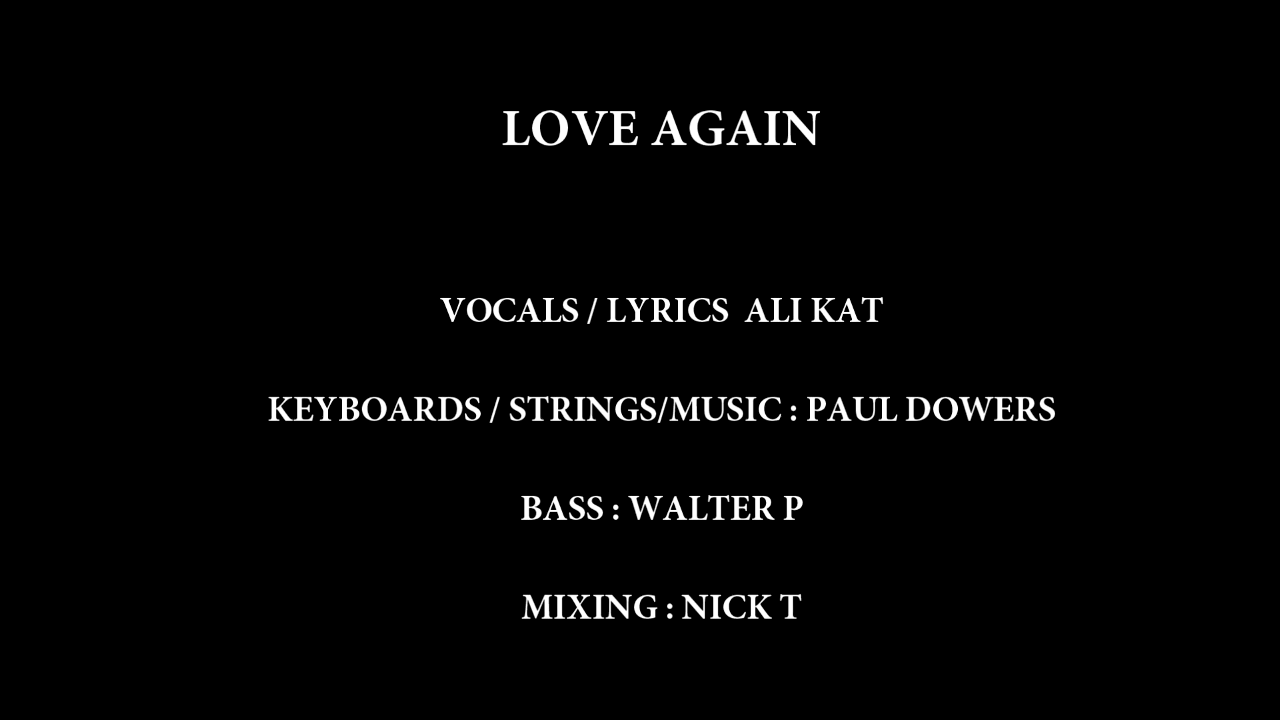 LOVE AGAIN
VOCALS / LYRICS  ALI KAT
KEYBOARDS / STRINGS/MUSIC : PAUL DOWERS
BASS : WALTER P
MIXING : NICK T